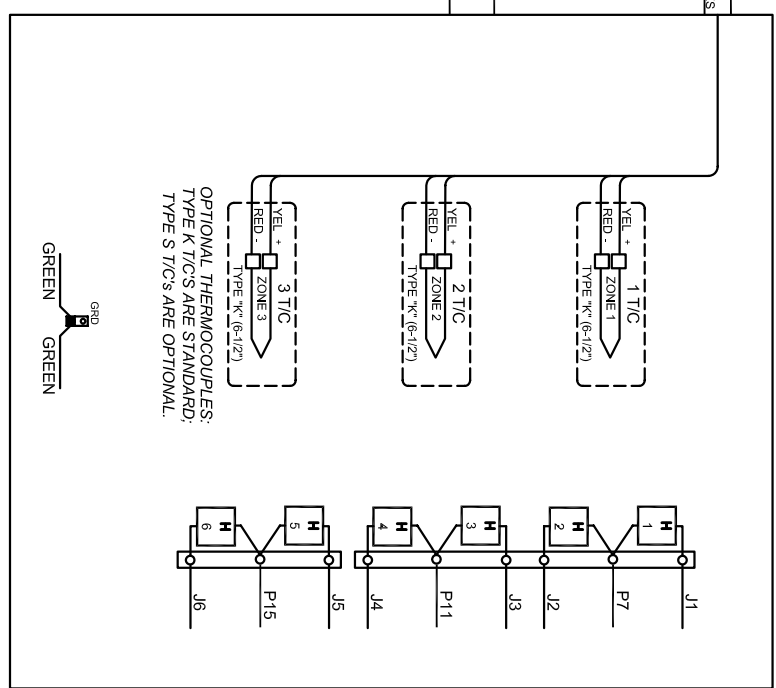 1 T/C
YEL +
ZONE 1
RED -
TYPE "K" (6-1/2")
2 T/C
YEL +
ZONE 2
RED -
TYPE "K" (6-1/2")
3 T/C
YEL +
ZONE 3
RED -
TYPE "K" (6-1/2")
OPTIONAL THERMOCOUPLES:
TYPE K T/C'S ARE STANDARD;
TYPE S T/C's ARE OPTIONAL.
GRD
GREEN
GREEN
1
H
J1
P7
H
2
J2
H
3
J3
P11
H
4
J4
H
5
J5
P15
H
6
J6